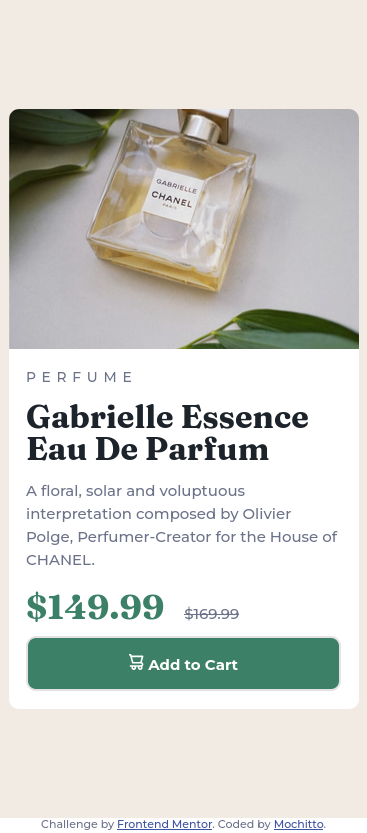 GABRIELLE
CHANEL
PARIS
PERFUME
Gabrielle Essence
Eau De Parfum
A floral, solar and voluptuous
interpretation composed by Olivier
Polge, Perfumer-Creator for the House of
CHANEL.
$149.99 $169.99
Add to Cart
Challenge by Frontend Mentor. Coded by Mochitto.